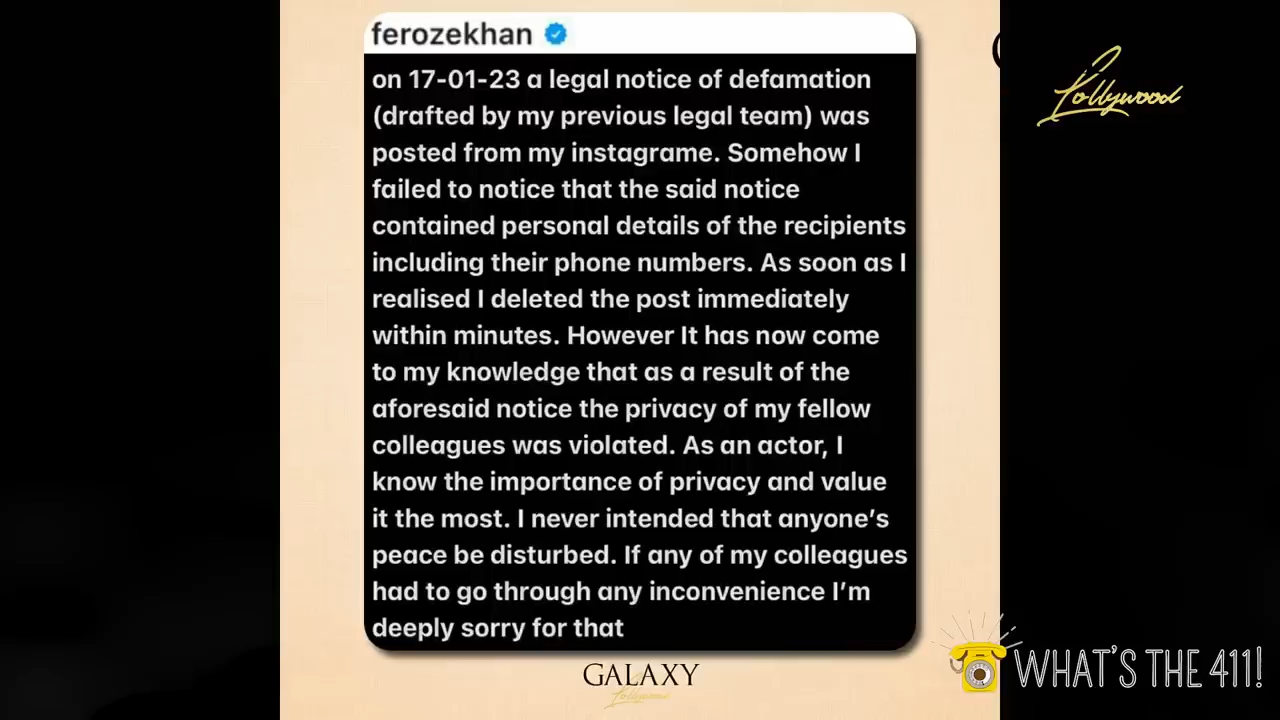 ferozekhan
on 17-01-23 a legal notice of defamation
(drafted by my previous legal team) was
posted from my instagrame. Somehow I
failed to notice that the said notice
contained personal details of the recipients
including their phone numbers. As soon as I
realised I deleted the post immediately
within minutes. However It has now come
to my knowledge that as a result of the
aforesaid notice the privacy of my fellow
colleagues was violated. As an actor, I
know the importance of privacy and value
it the most. I never intended that anyone's
peace be disturbed. If any of my colleagues
had to go through any inconvenience I'm
deeply sorry for that
Lollywood
GALAXY
Lollywood
WHAT'S THE 411!